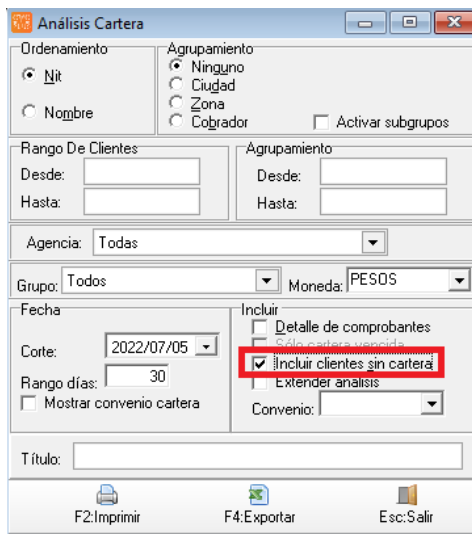 Análisis Cartera
Ordenamiento
Nit
Nombre
Agrupamiento
Ninguno
Ciudad
Zona
Cobrador
Activar subgrupos
Rango De Clientes
Desde:
Hasta:
Agrupamiento
Desde:
Hasta:
Agencia: Todas
Grupo: Todos
Moneda: PESOS
Fecha
Corte: 2022/07/05
Rango días: 30
Mostrar convenio cartera
Incluir
Detalle de comprobantes
Sólo cartera vencida
Incluir clientes sin cartera
Extender análisis
Convenio:
Título:
F2:Imprimir
F4:Exportar
Esc:Salir